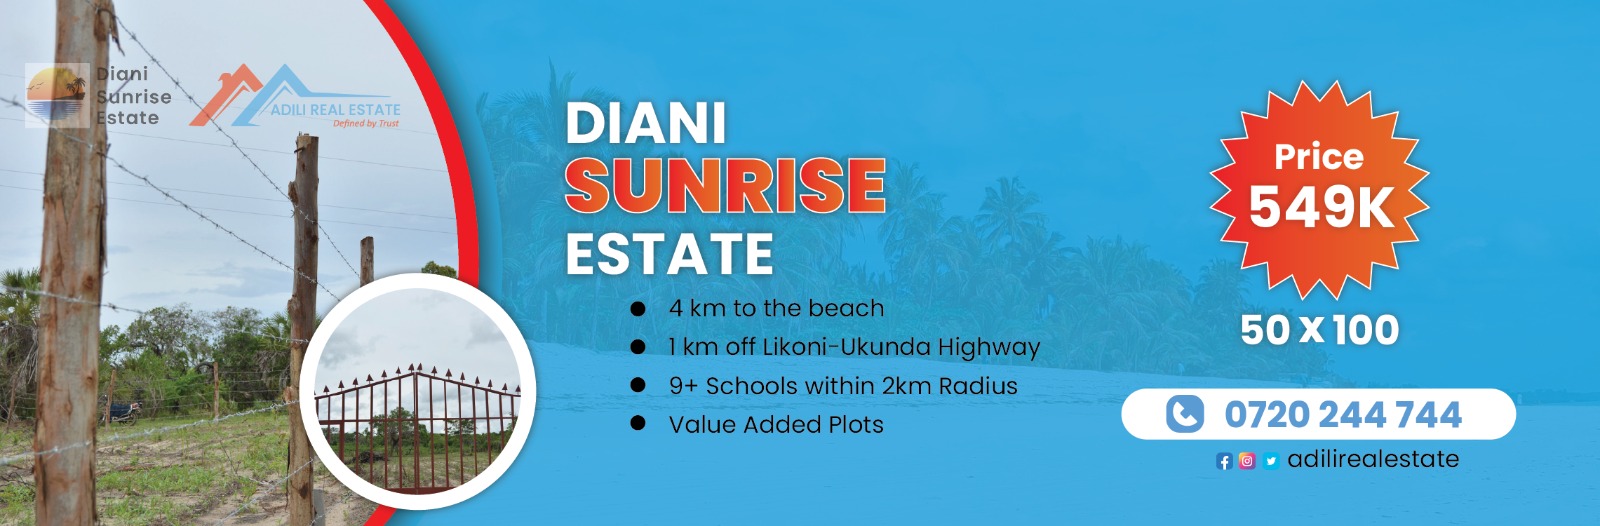 Diani
Sunrise
Estate
ADILI REAL ESTATE
Defined by Trust
DIANI
SUNRISE
ESTATE
4 km to the beach
1 km off Likoni-Ukunda Highway
9+ Schools within 2km Radius
Value Added Plots
Price
549K
50 X 100
0720 244 744
adilirealestate